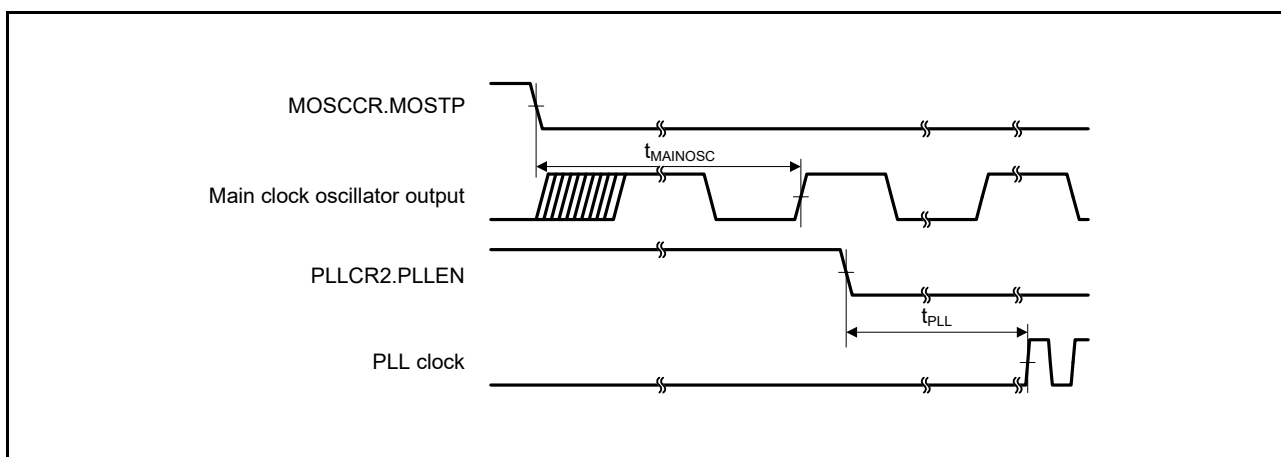 MOSCCR.MOSTP
tMAINOSC
Main clock oscillator output
PLLCR2.PLLEN
tPLL
PLL clock